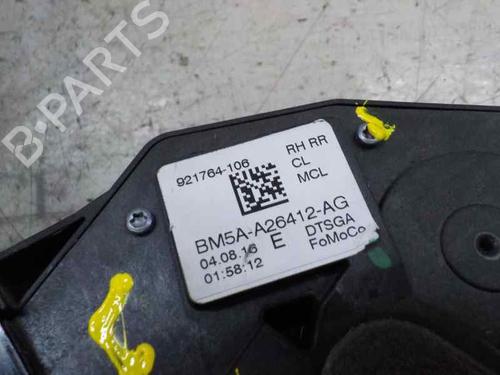 B-PARTS
921764-106
RH RR
CL
MCL
BM5A-A26412-AG
04.08.16 E DTSGA
01:58:12 FoMoCo